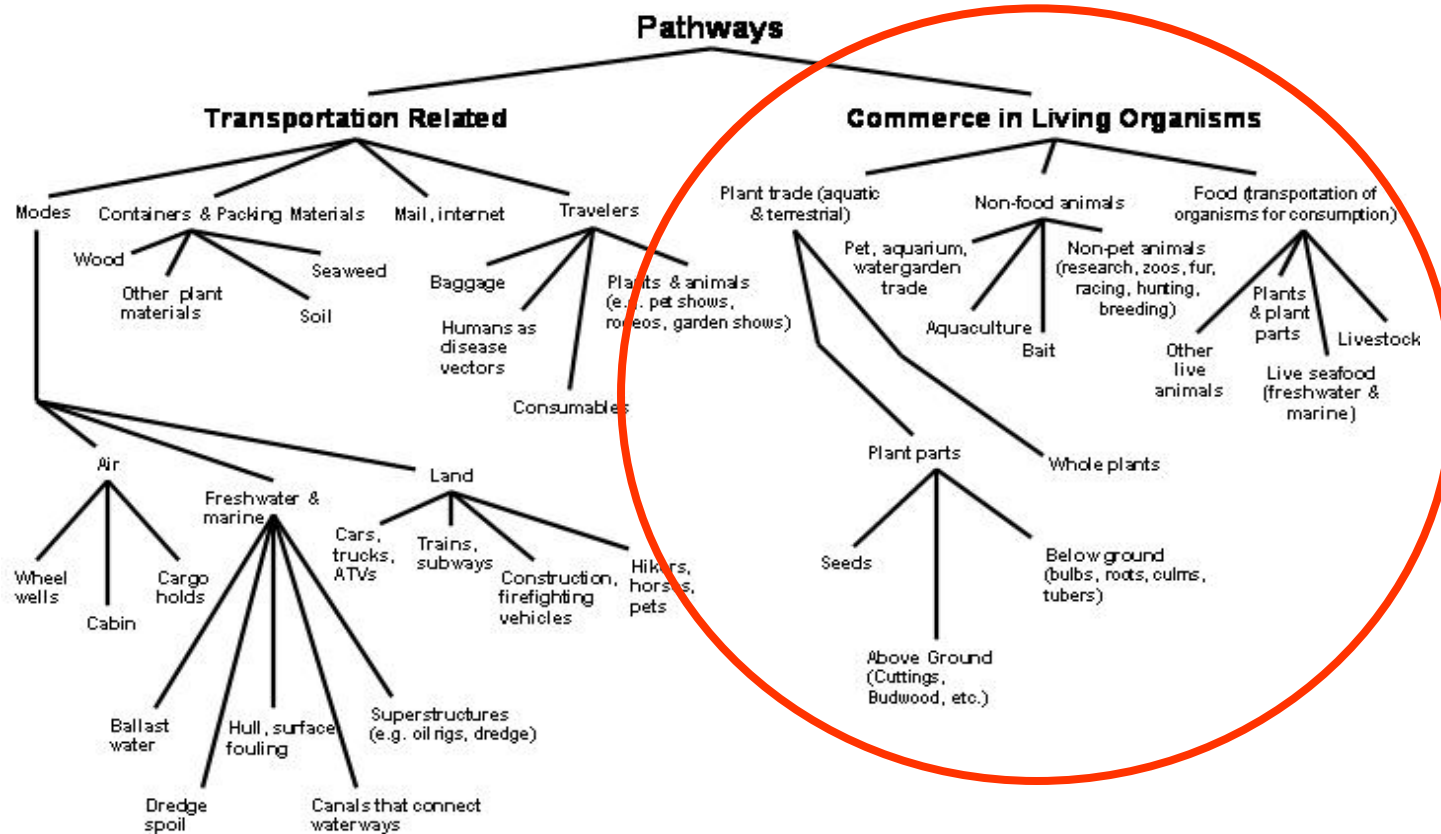 Pathways
Transportation Related
Commerce in Living Organisms
Modes
Containers & Packing Materials
Mail, internet
Travelers
Plant trade (aquatic
& terrestrial)
Non-food animals
Food (transportation of
organisms for consumption)
Wood
Other plant
materials
Soil
Seaweed
Baggage
Humans as
disease
vectors
Consumables
Plants & animals
(e.g. pet shows,
rodeos, garden shows)
Pet, aquarium,
watergarden
trade
Aquaculture
Bait
Non-pet animals
(research, zoos, fur,
racing, hunting,
breeding)
Other
live
animals
Plants
& plant
parts
Live seafood
(freshwater &
marine)
Livestock
Air
Freshwater &
marine
Land
Plant parts
Whole plants
Wheel
wells
Cabin
Cargo
holds
Cars,
trucks,
ATVs
Trains,
subways
Construction,
firefighting
vehicles
Hikers,
horses,
pets
Seeds
Above Ground
(Cuttings,
Budwood, etc.)
Below ground
(bulbs, roots, culms,
tubers)
Ballast
water
Dredge
spoil
Hull, surface
fouling
Canals that connect
waterways
Superstructures
(e.g. oil rigs, dredge)